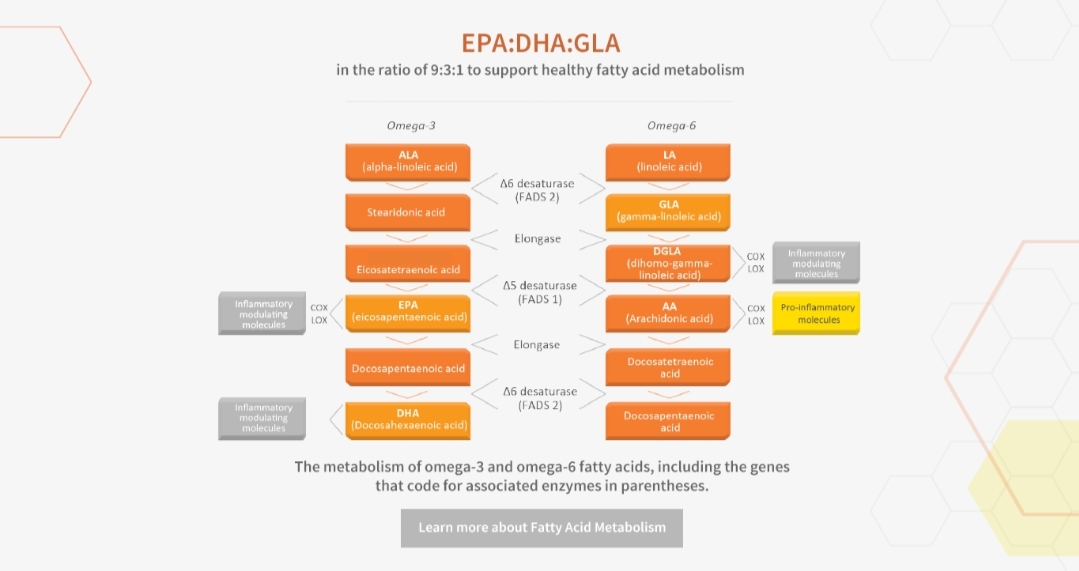 EPA:DHA:GLA
in the ratio of 9:3:1 to support healthy fatty acid metabolism
Omega-3
Omega-6
ALA
(alpha-linoleic acid)
LA
(linoleic acid)
Δ6 desaturase
(FADS 2)
Stearidonic acid
GLA
(gamma-linoleic acid)
Elongase
Eicosatetraenoic acid
DGLA
(dihomo-gamma-
linoleic acid)
COX
LOX
Inflammatory
modulating
molecules
Δ5 desaturase
(FADS 1)
Inflammatory
modulating
molecules
COX
LOX
EPA
(eicosapentaenoic acid)
AA
(Arachidonic acid)
COX
LOX
Pro-inflammatory
molecules
Elongase
Docosapentaenoic acid
Docosatetraenoic
acid
Δ6 desaturase
(FADS 2)
Inflammatory
modulating
molecules
DHA
(Docosahexaenoic acid)
Docosapentaenoic
acid
The metabolism of omega-3 and omega-6 fatty acids, including the genes
that code for associated enzymes in parentheses.
Learn more about Fatty Acid Metabolism